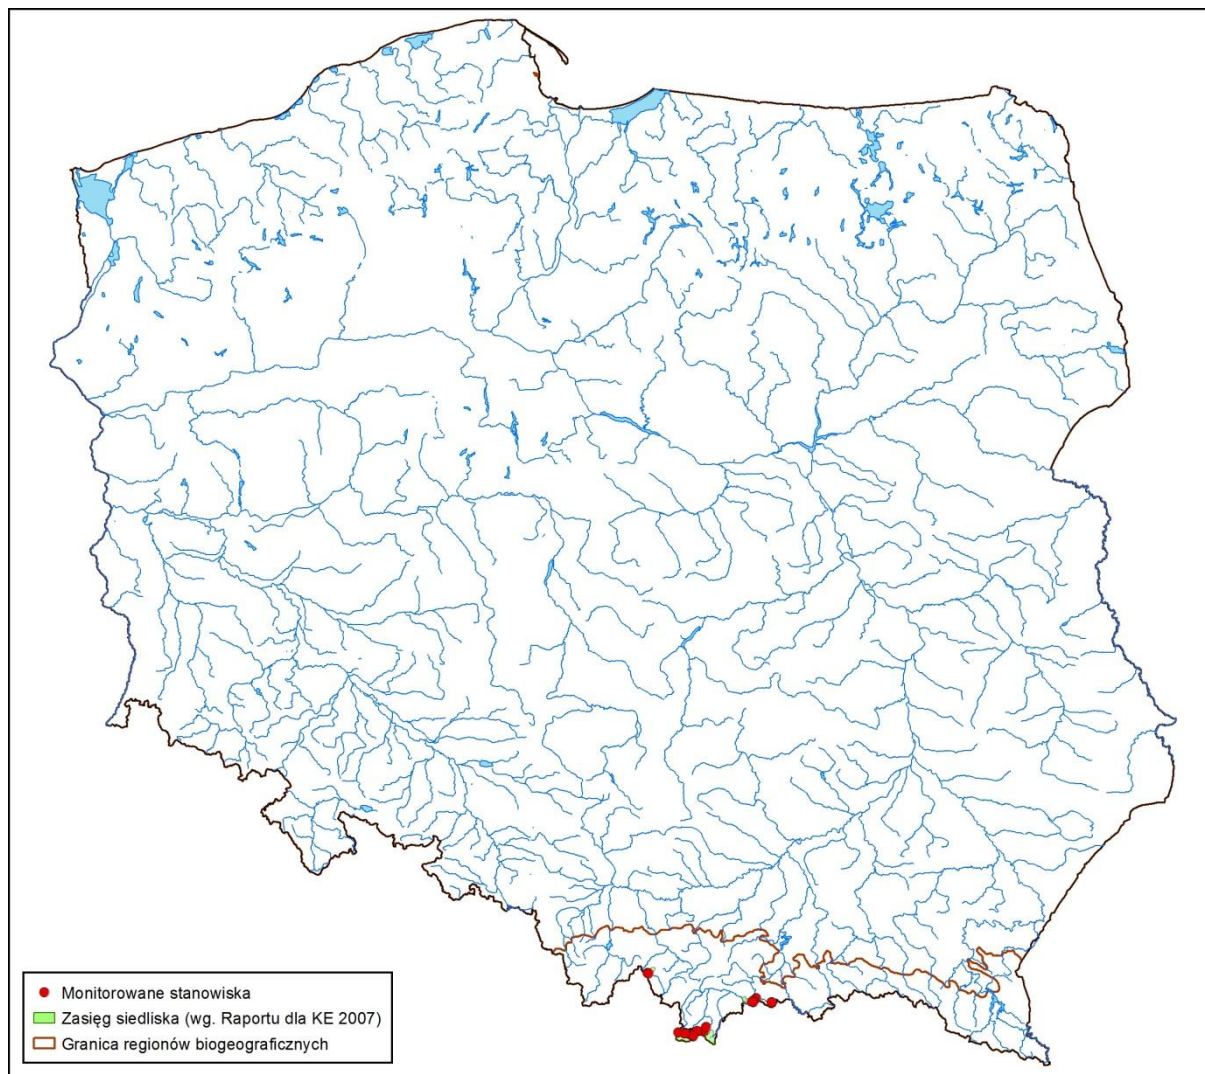 Monitorowane stanowiska
Zasięg siedliska (wg. Raportu dla KE 2007)
Granica regionów biogeograficznych